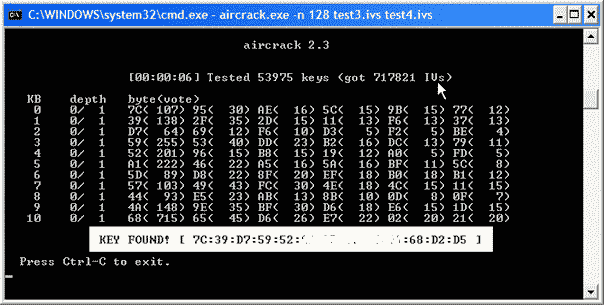 C:\WINDOWS\system32\cmd.exe - aircrack.exe -n 128 test3.ivs test4.ivs
aircrack 2.3
[00:00:06] Tested 53975 keys (got 717821 IVs)
KB depth byte(vote)
0 0/ 1 7C( 107) 95( 30) AE( 16) 5C( 15) 9B( 15) 77( 12)
1 0/ 1 39( 138) 2F( 35) 2D( 15) 11( 13) F6( 13) 37( 13)
2 0/ 1 D7( 64) 69( 12) F6( 10) D3( 5) F2( 5) BE( 4)
3 0/ 1 59( 255) 53( 40) DD( 23) B2( 16) DC( 13) 79( 11)
4 0/ 1 52( 201) 96( 15) B8( 15) 19( 12) A0( 5) FD( 5)
5 0/ 1 A1( 222) 46( 22) A5( 16) 5A( 16) BF( 11) 5C( 8)
6 0/ 1 5D( 89) D8( 22) 8F( 20) EF( 18) B0( 18) B1( 12)
7 0/ 1 57( 103) 49( 43) FC( 30) 4E( 18) 4C( 15) 11( 15)
8 0/ 1 44( 93) E5( 23) AB( 13) 8B( 10) 0D( 8) 0F( 7)
9 0/ 1 4A( 148) 9E( 35) BF( 30) D6( 18) E6( 15) 1D( 15)
10 0/ 1 68( 715) 65( 45) D6( 26) E7( 22) 02( 20) 21( 20)
KEY FOUND! [ 7C:39:D7:59:52: :68:D2:D5 ]
Press Ctrl-C to exit.